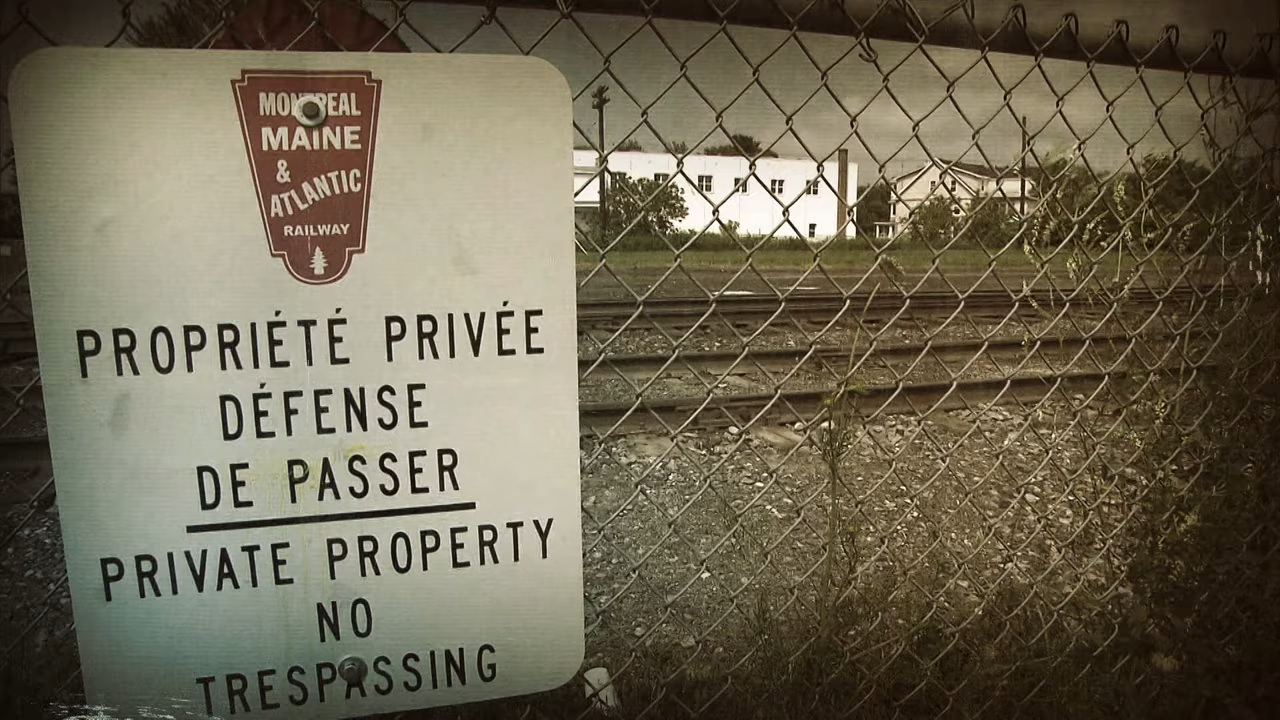 MONTREAL
MAINE
&
ATLANTIC
RAILWAY
PROPRIÉTÉ PRIVÉE
DÉFENSE
DE PASSER
PRIVATE PROPERTY
NO
TRESPASSING